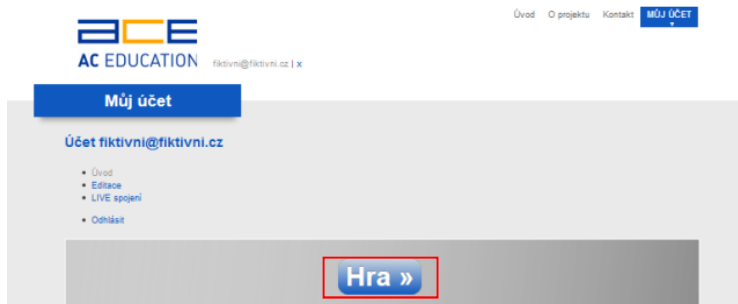 Úvod O projektu Kontakt MŮJ ÚČET
ace
AC EDUCATION
fiktivni@fiktivni.cz | x
Můj účet
Účet fiktivni@fiktivni.cz
Úvod
Editace
LIVE spojení
Odhlásit
Hra »